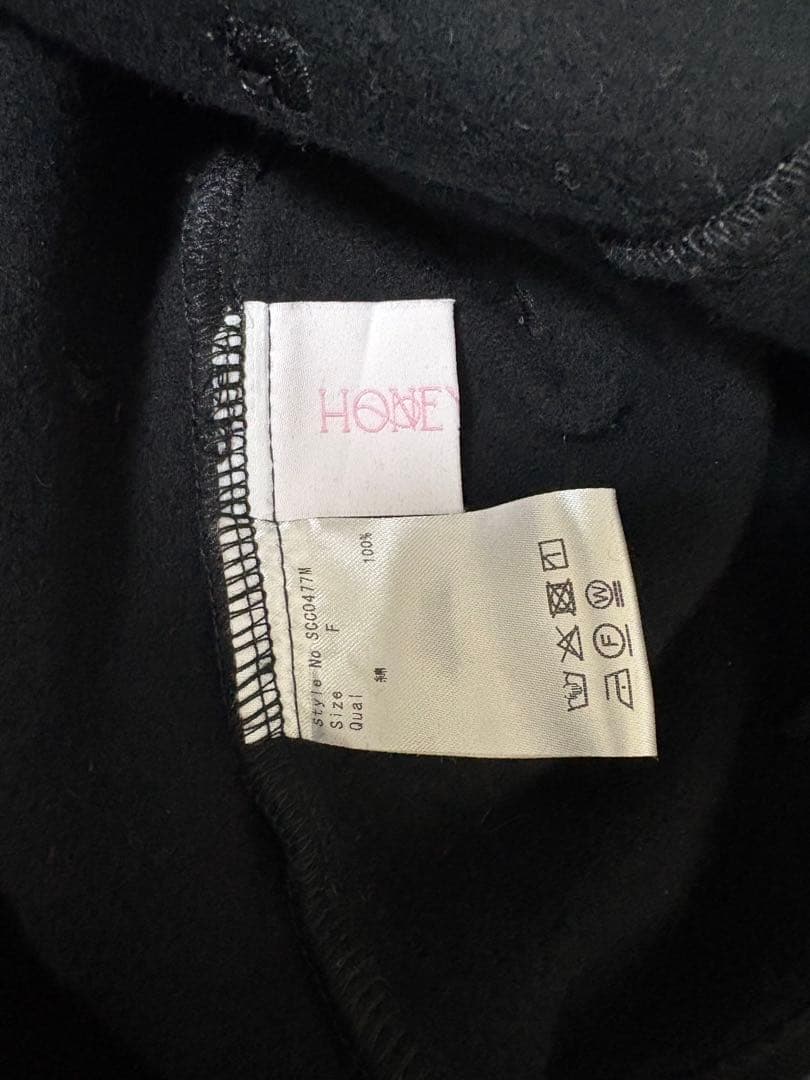 HONEY
Style No SCC0477M
Size F
Qual
綿 100%
W
F